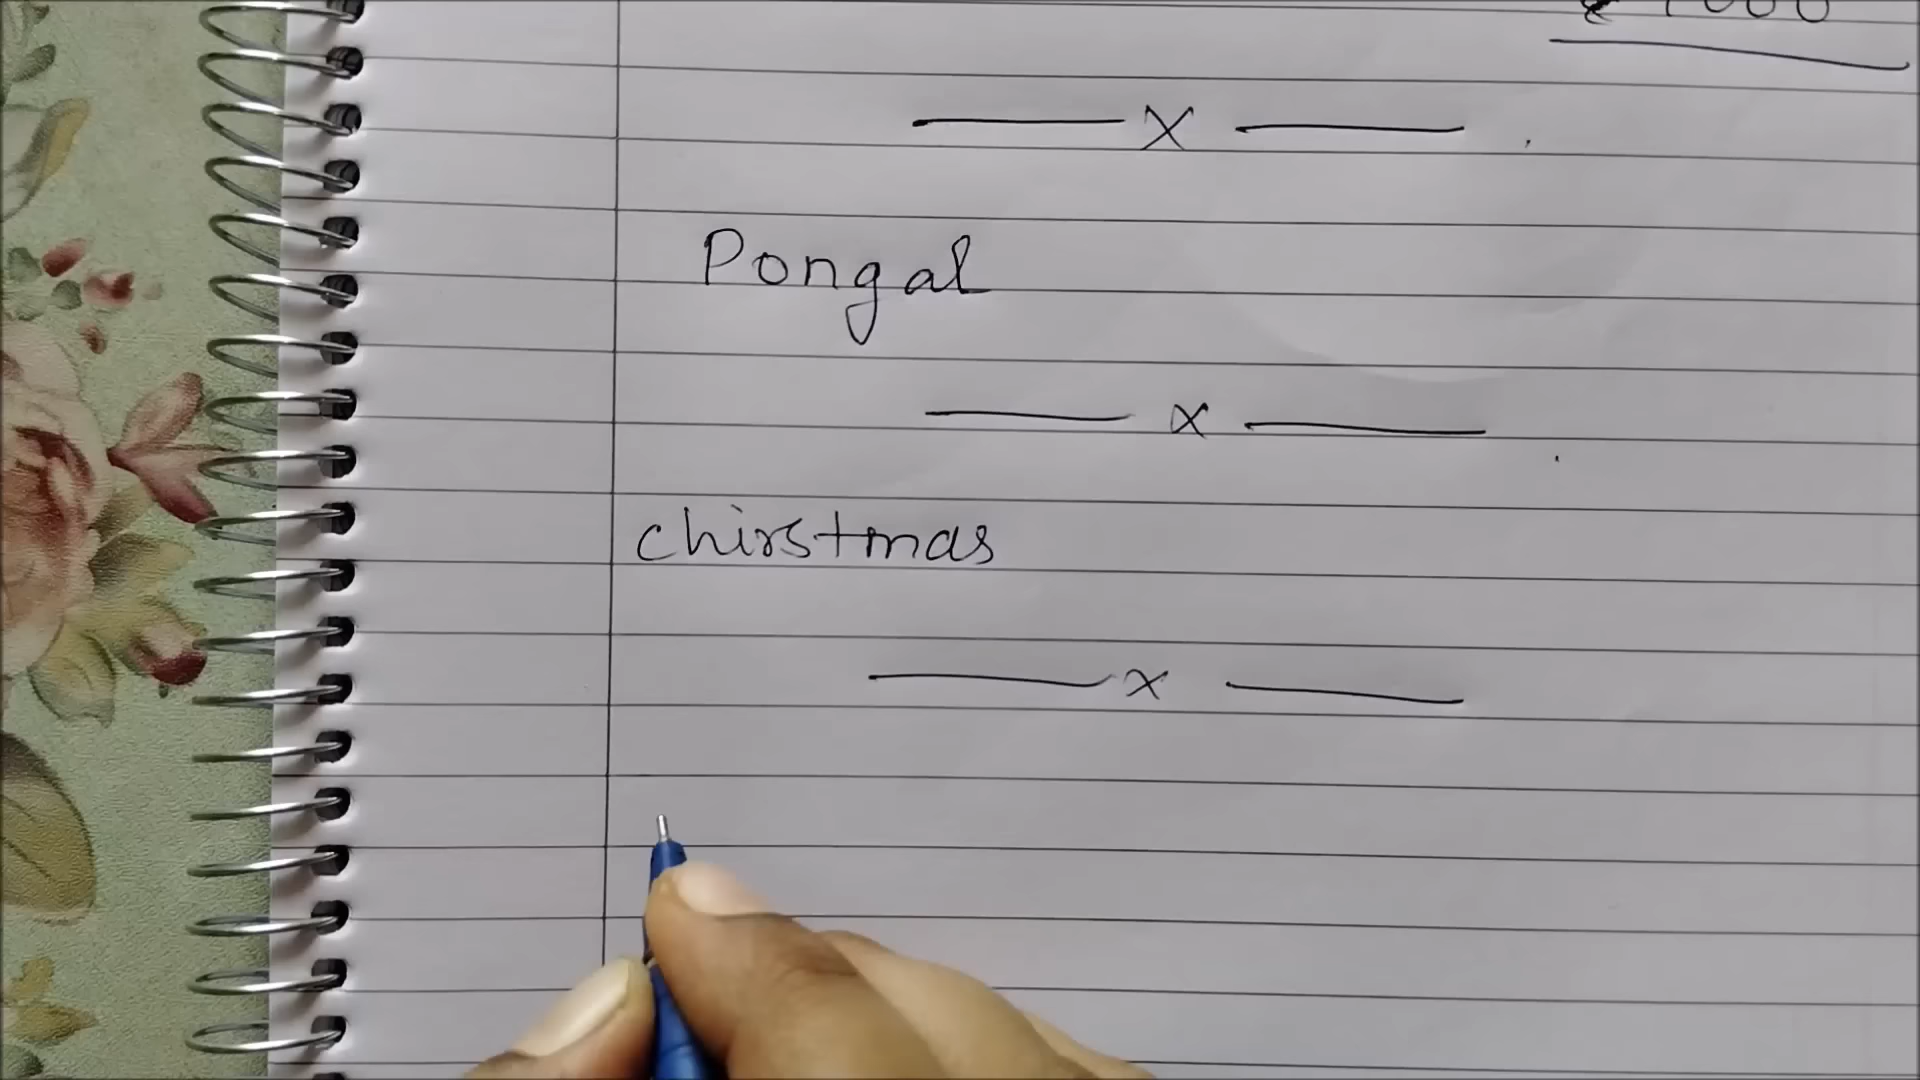 — X —
Pongal
— x —
chirstmas
— x —